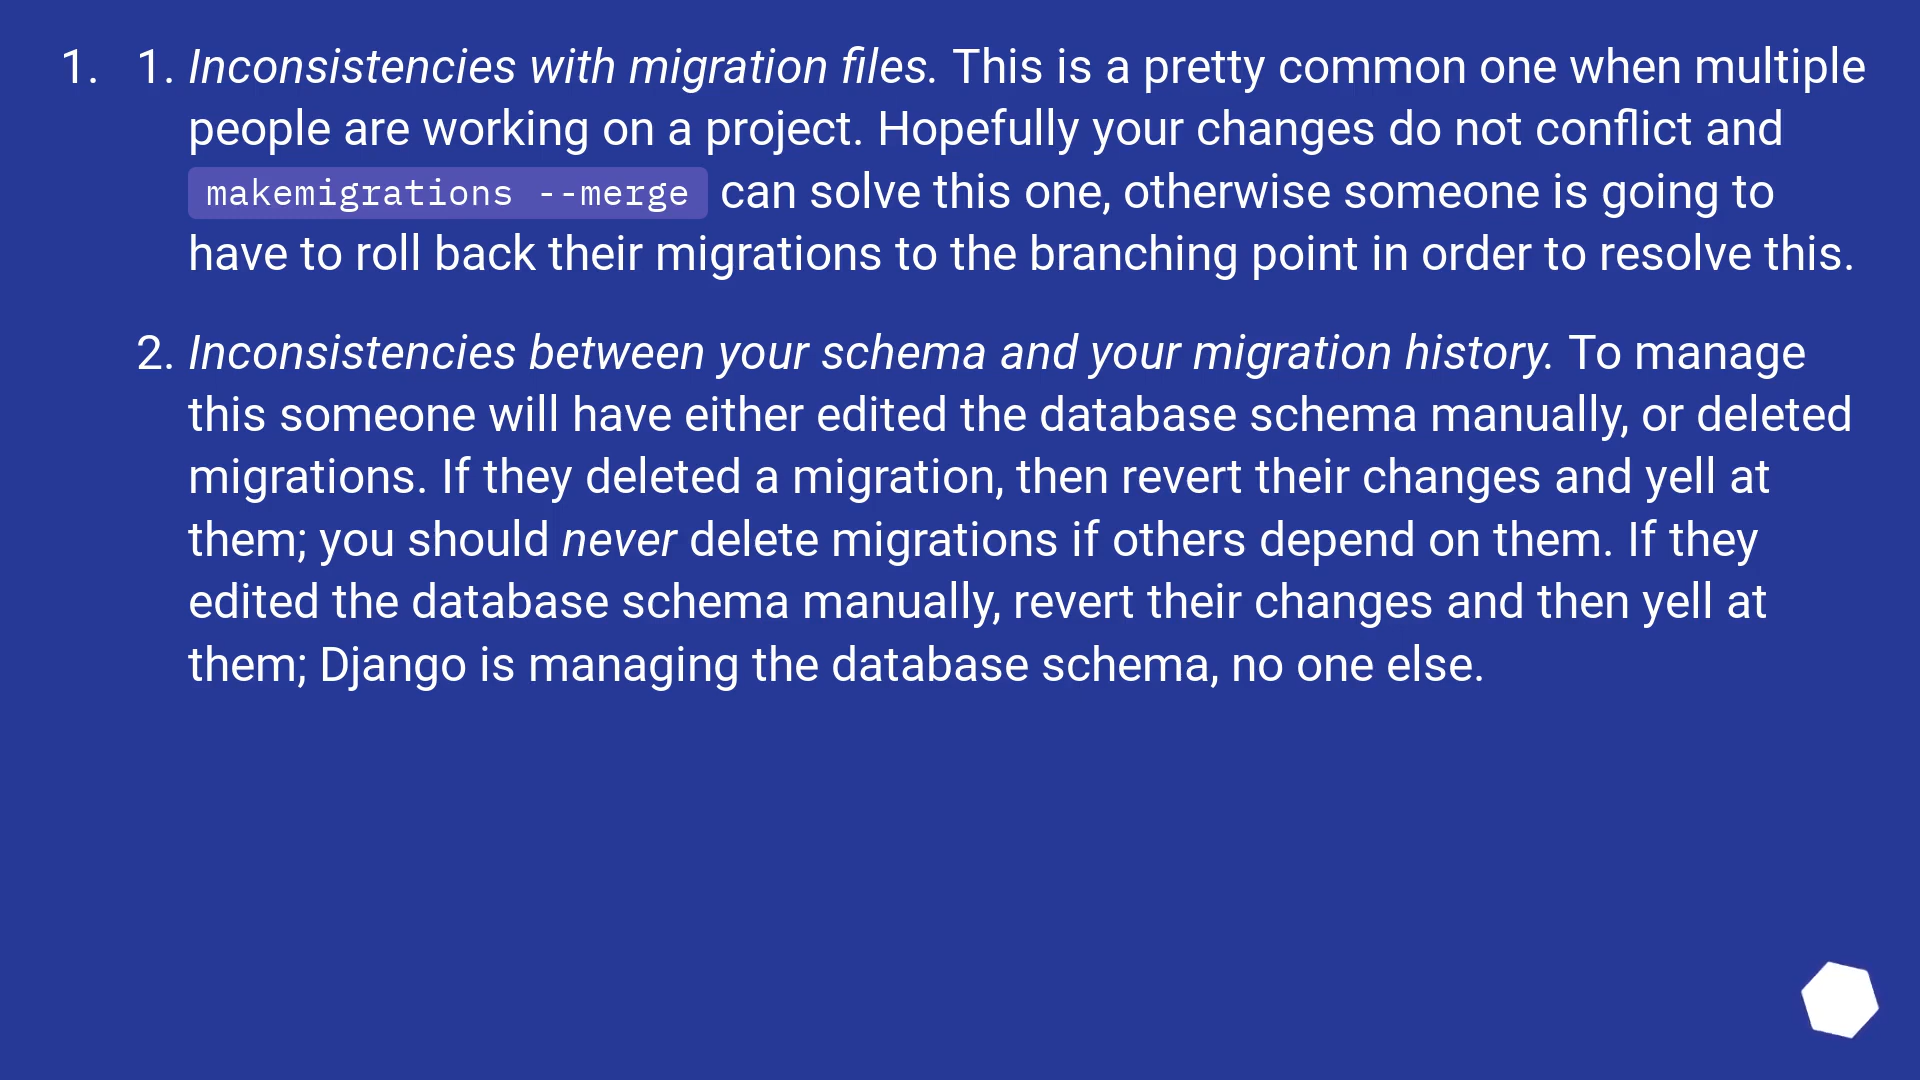 1. 1. Inconsistencies with migration files. This is a pretty common one when multiple
people are working on a project. Hopefully your changes do not conflict and
makemigrations --merge can solve this one, otherwise someone is going to
have to roll back their migrations to the branching point in order to resolve this.
2. Inconsistencies between your schema and your migration history. To manage
this someone will have either edited the database schema manually, or deleted
migrations. If they deleted a migration, then revert their changes and yell at
them; you should never delete migrations if others depend on them. If they
edited the database schema manually, revert their changes and then yell at
them; Django is managing the database schema, no one else.